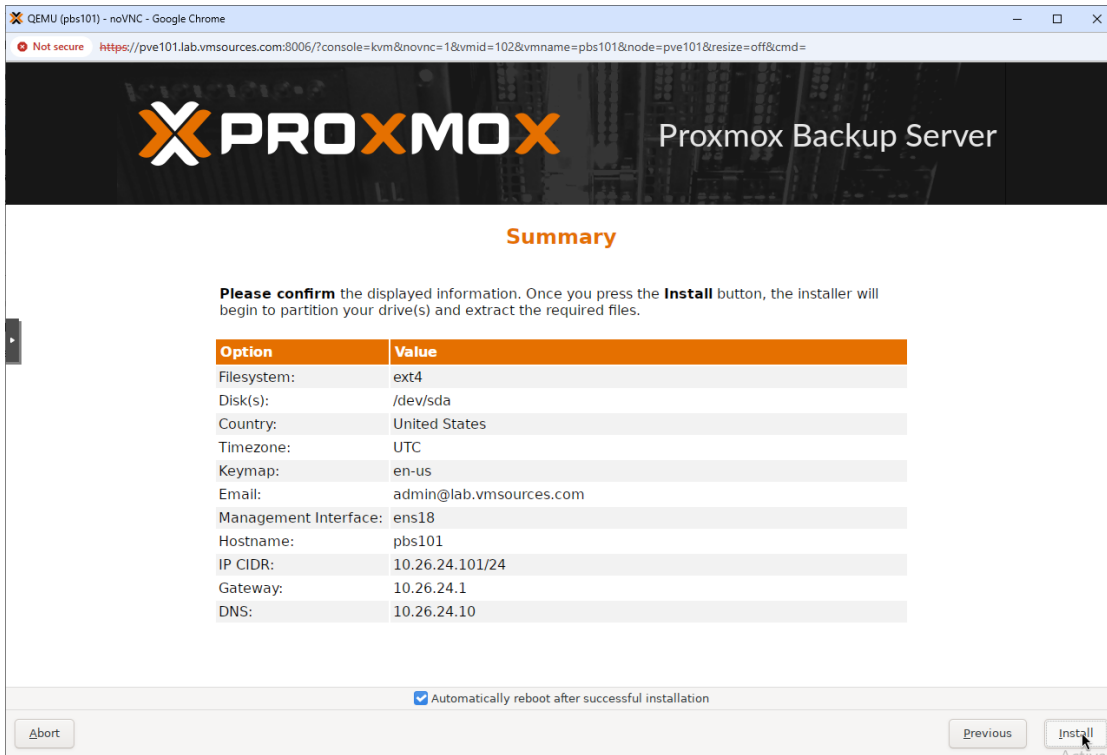 QEMU (pbs101) - noVNC - Google Chrome
Not secure https://pve101.lab.vmsources.com:8006/?console=kvm&novnc=1&vmid=102&vmname=pbs101&node=pve101&resize=off&cmd=
PROXMOX Proxmox Backup Server
Summary
Please confirm the displayed information. Once you press the Install button, the installer will
begin to partition your drive(s) and extract the required files.
Option Value
Filesystem: ext4
Disk(s): /dev/sda
Country: United States
Timezone: UTC
Keymap: en-us
Email: admin@lab.vmsources.com
Management Interface: ens18
Hostname: pbs101
IP CIDR: 10.26.24.101/24
Gateway: 10.26.24.1
DNS: 10.26.24.10
Automatically reboot after successful installation
Abort Previous Install